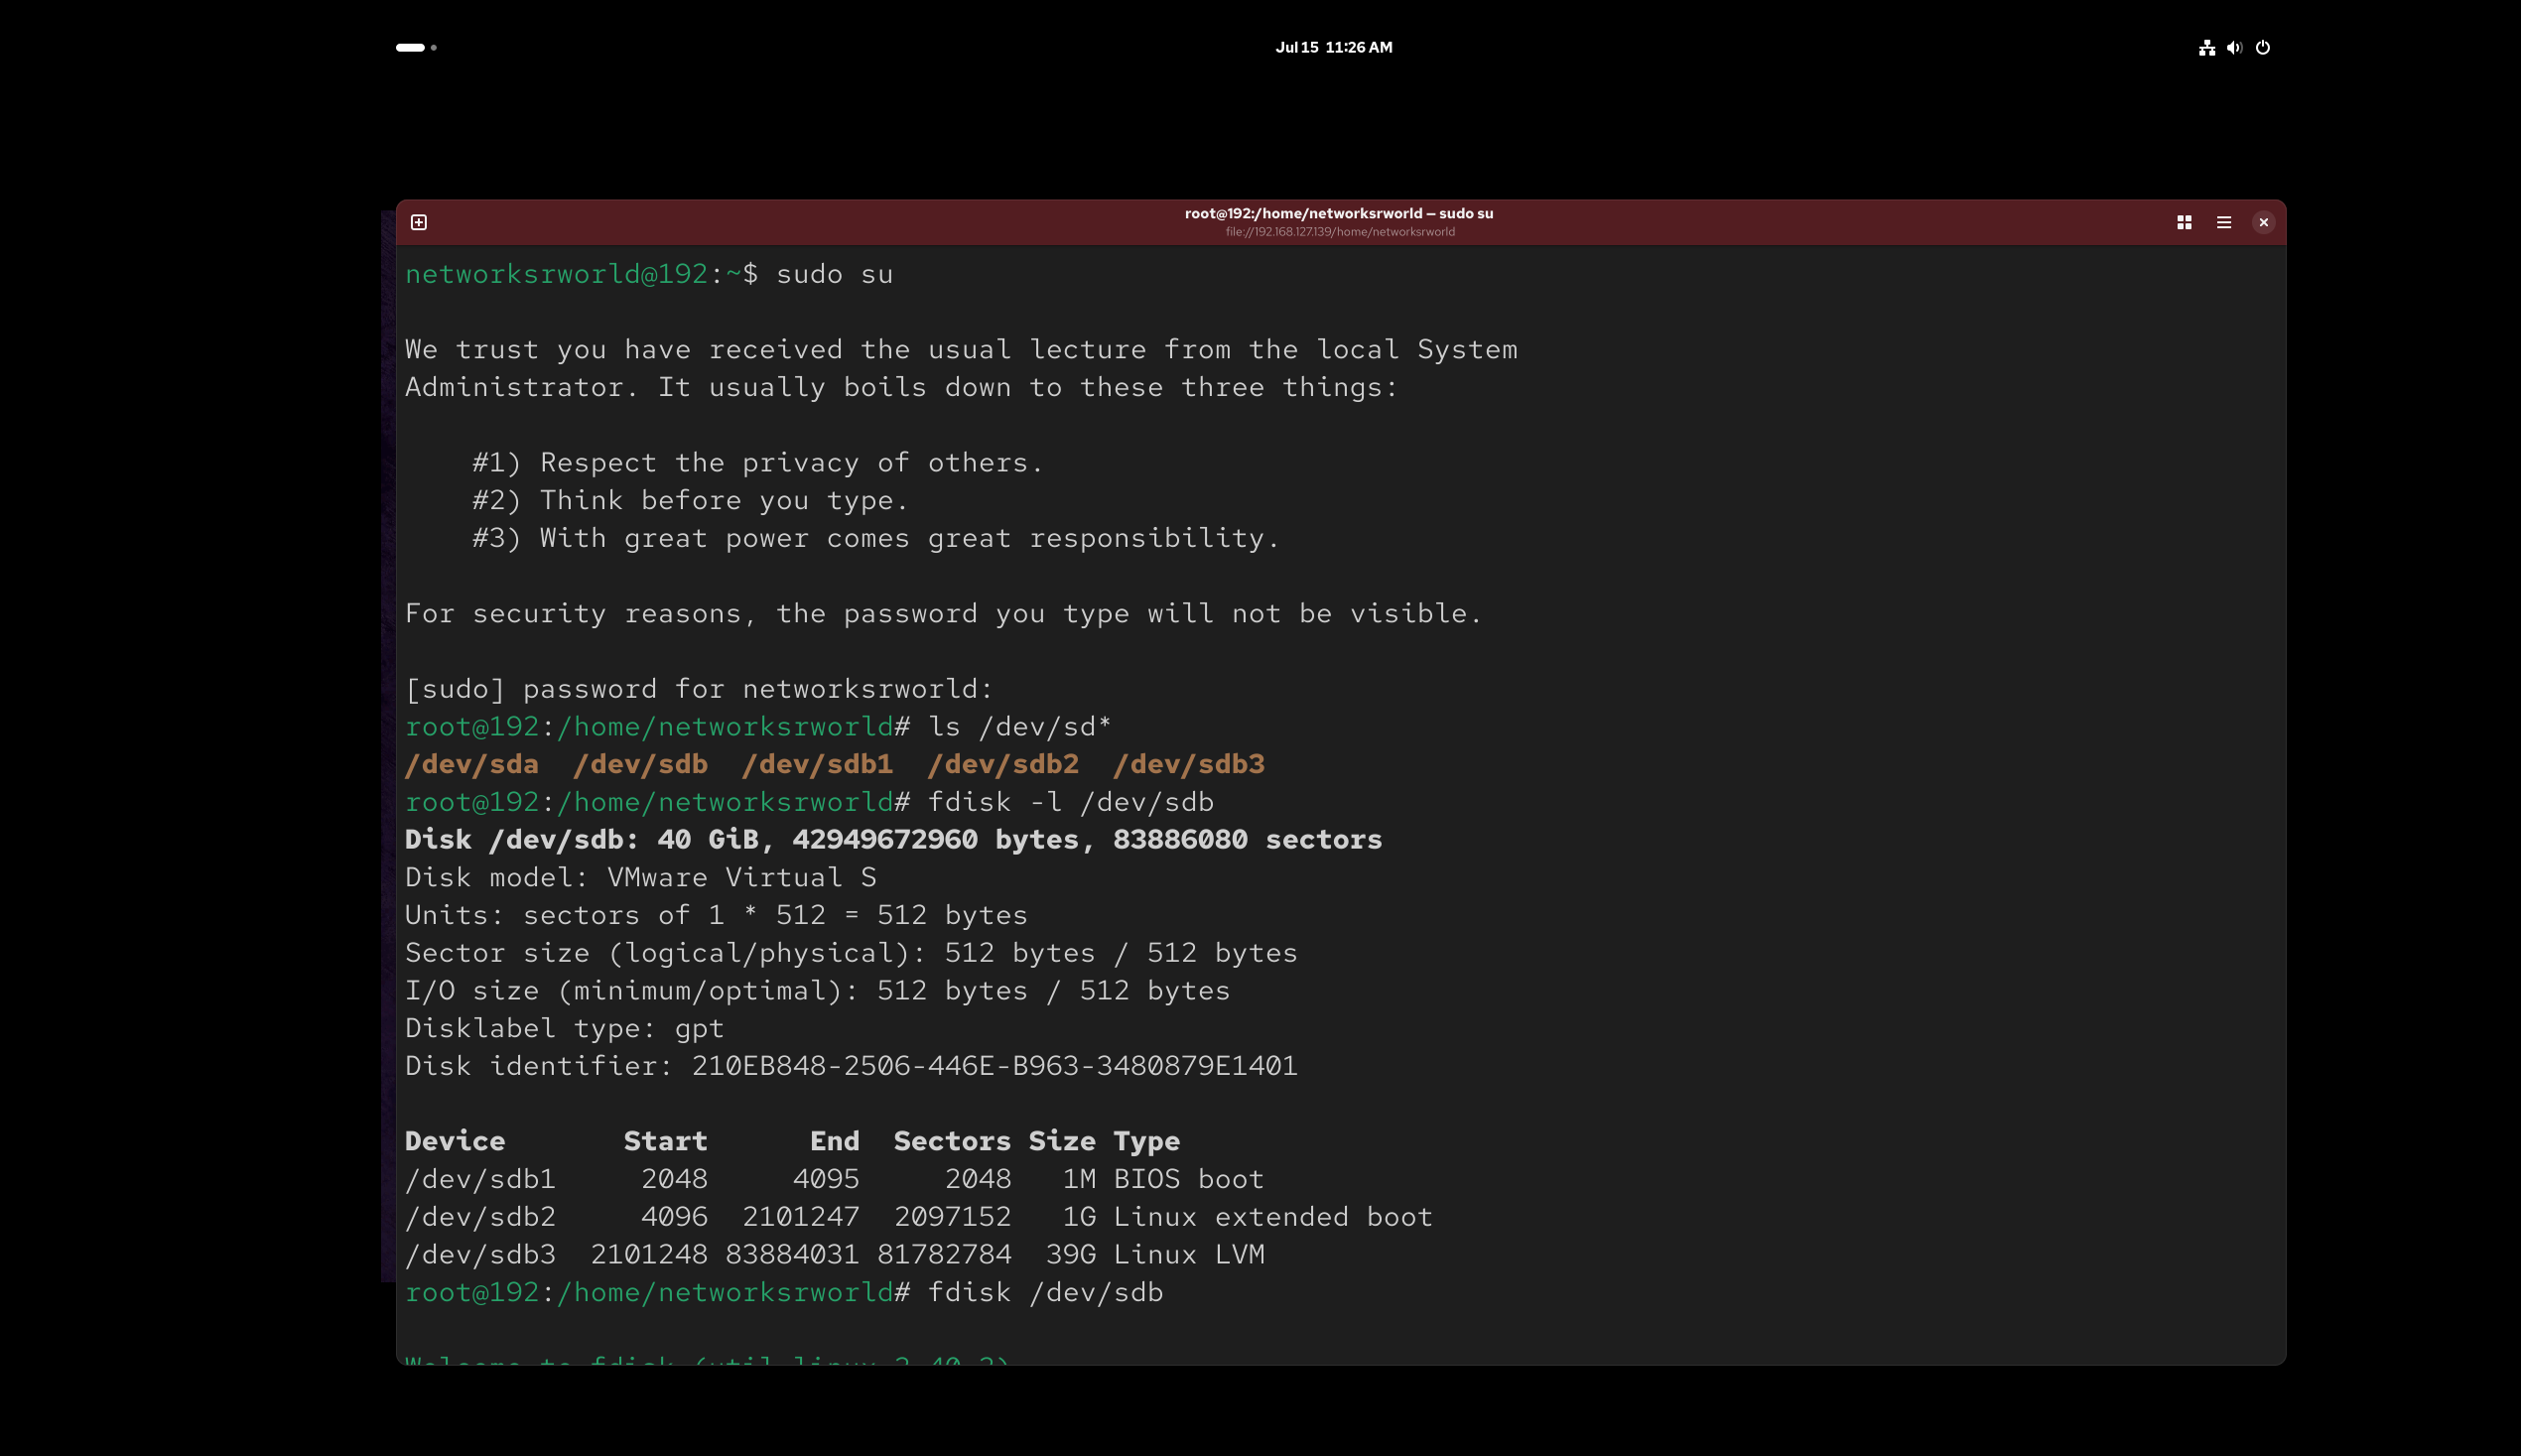 Jul 15 11:26 AM
root@192:/home/networksrworld — sudo su
file://192.168.127.139/home/networksrworld
networksrworld@192:~$ sudo su
We trust you have received the usual lecture from the local System
Administrator. It usually boils down to these three things:
#1) Respect the privacy of others.
#2) Think before you type.
#3) With great power comes great responsibility.
For security reasons, the password you type will not be visible.
[sudo] password for networksrworld:
root@192:/home/networksrworld# ls /dev/sd*
/dev/sda  /dev/sdb  /dev/sdb1  /dev/sdb2  /dev/sdb3
root@192:/home/networksrworld# fdisk -l /dev/sdb
Disk /dev/sdb: 40 GiB, 42949672960 bytes, 83886080 sectors
Disk model: VMware Virtual S
Units: sectors of 1 * 512 = 512 bytes
Sector size (logical/physical): 512 bytes / 512 bytes
I/O size (minimum/optimal): 512 bytes / 512 bytes
Disklabel type: gpt
Disk identifier: 210EB848-2506-446E-B963-3480879E1401
Device       Start      End  Sectors Size Type
/dev/sdb1     2048     4095     2048   1M BIOS boot
/dev/sdb2     4096  2101247  2097152   1G Linux extended boot
/dev/sdb3  2101248 83884031 81782784  39G Linux LVM
root@192:/home/networksrworld# fdisk /dev/sdb
Welcome to fdisk (util-linux